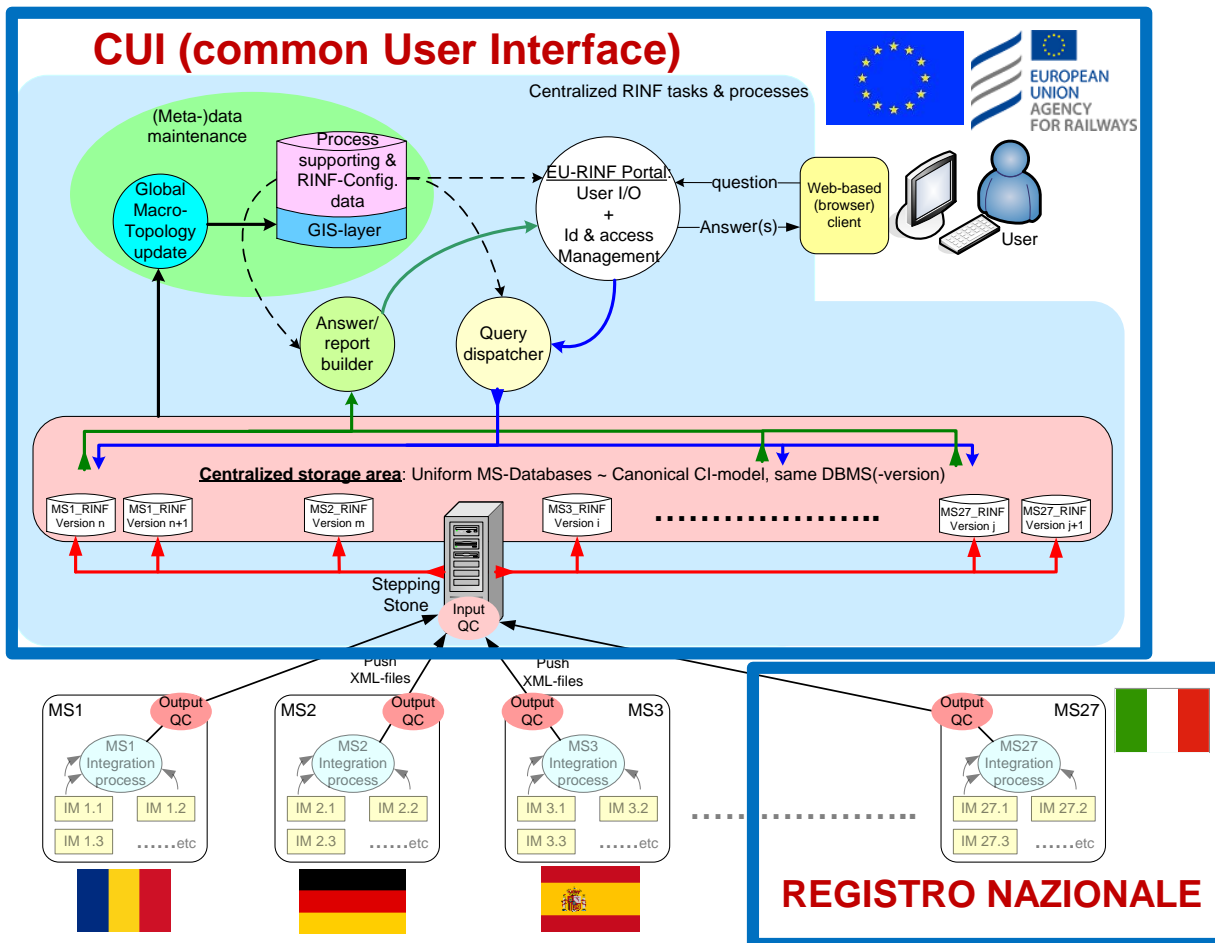 CUI (common User Interface)
EUROPEAN
UNION
AGENCY
FOR RAILWAYS
Centralized RINF tasks & processes
(Meta-)data
maintenance
Process
supporting &
RINF-Config.
data
GIS-layer
Global
Macro-
Topology
update
EU-RINF Portal:
User I/O
+
Id & access
Management
question
Answer(s)
Web-based
(browser)
client
User
Answer/
report
builder
Query
dispatcher
Centralized storage area: Uniform MS-Databases ~ Canonical CI-model, same DBMS(-version)
MS1_RINF
Version n
MS1_RINF
Version n+1
MS2_RINF
Version m
MS3_RINF
Version i
MS27_RINF
Version j
MS27_RINF
Version j+1
Stepping
Stone
Input
QC
Push
XML-files
Push
XML-files
MS1
Output
QC
MS1
Integration
process
IM 1.1
IM 1.2
IM 1.3
......etc
MS2
Output
QC
MS2
Integration
process
IM 2.1
IM 2.2
IM 2.3
......etc
Output
QC
MS3
MS3
Integration
process
IM 3.1
IM 3.2
IM 3.3
......etc
Output
QC
MS27
MS27
Integration
process
IM 27.1
IM 27.2
IM 27.3
......etc
REGISTRO NAZIONALE